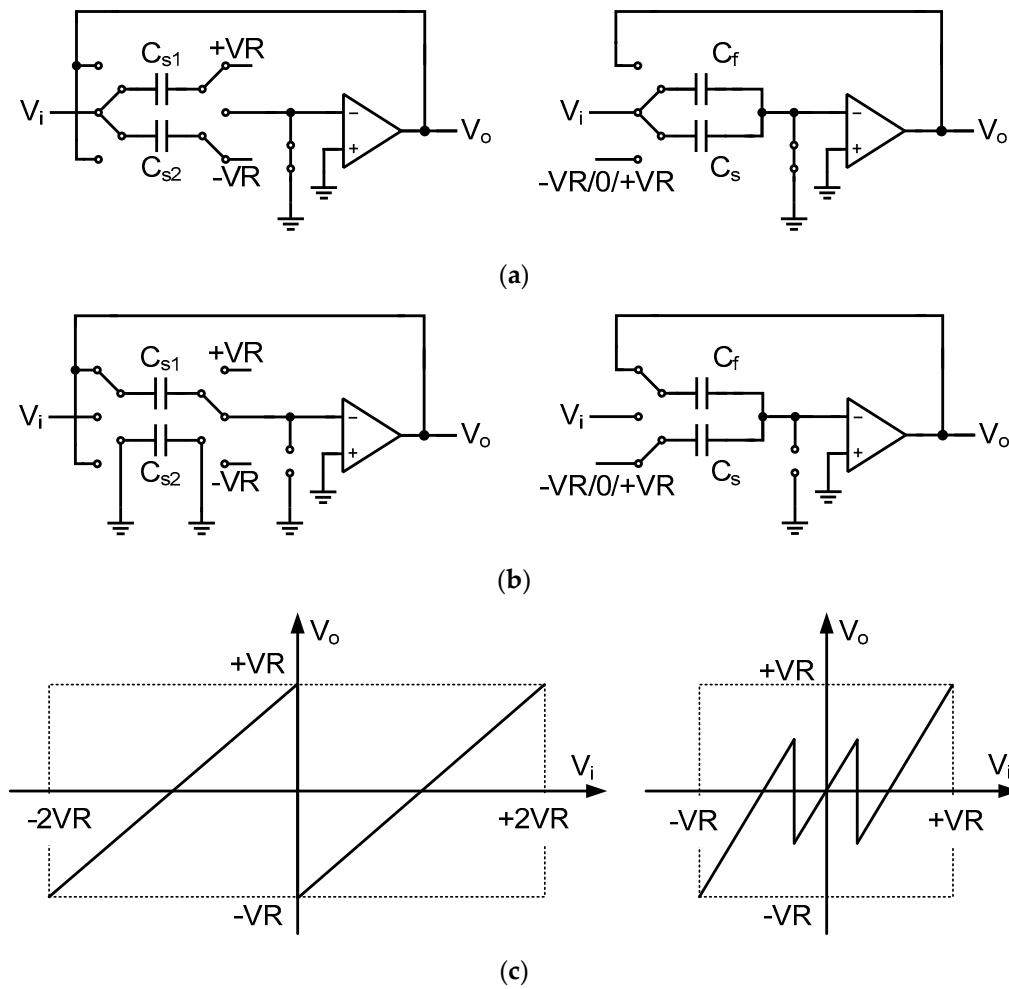 +VR
Cs1
Vi
Vo
Cs2
-VR
Cf
Vi
Vo
Cs
-VR/0/+VR
(a)
+VR
Cs1
Vi
Vo
Cs2
-VR
Cf
Vi
Vo
Cs
-VR/0/+VR
(b)
Vo
+VR
Vi
-2VR
+2VR
-VR
Vo
+VR
Vi
-VR
+VR
-VR
(c)